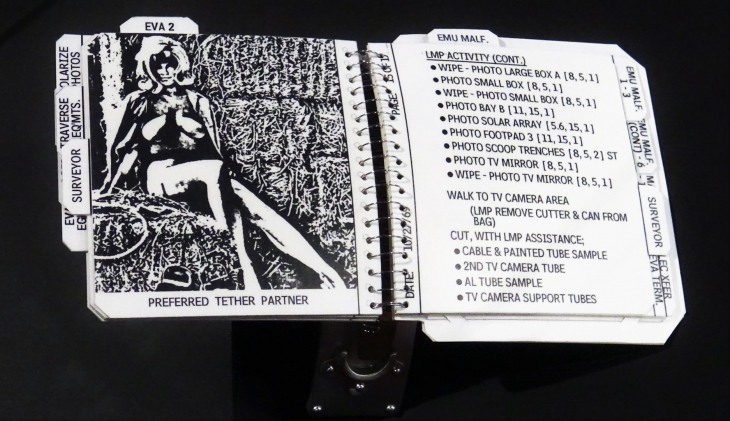 EVA 2
OLARIZE
PHOTOS
TRAVERSE
EQMTS.
SURVEYOR
PREFERRED TETHER PARTNER
EMU MALF.
LMP ACTIVITY (CONT.)
• WIPE - PHOTO LARGE BOX A [8,5,1]
• PHOTO SMALL BOX [8,5,1]
• WIPE - PHOTO SMALL BOX [8,5,1]
• PHOTO BAY B [11,15,1]
• PHOTO SOLAR ARRAY [5.6,15,1]
• PHOTO FOOTPAD 3 [11,15,1]
• PHOTO SCOOP TRENCHES [8,5,2] ST
• PHOTO TV MIRROR [8,5,1]
• WIPE - PHOTO TV MIRROR [8,5,1]
WALK TO TV CAMERA AREA
(LMP REMOVE CUTTER & CAN FROM
BAG)
CUT, WITH LMP ASSISTANCE;
• CABLE & PAINTED TUBE SAMPLE
• 2ND TV CAMERA TUBE
• AL TUBE SAMPLE
• TV CAMERA SUPPORT TUBES
PAGE
DATE
EMU MALF.
1 - 3
EMU MALF.
(CONT) - 6
SURVEYOR
EVA TERM.